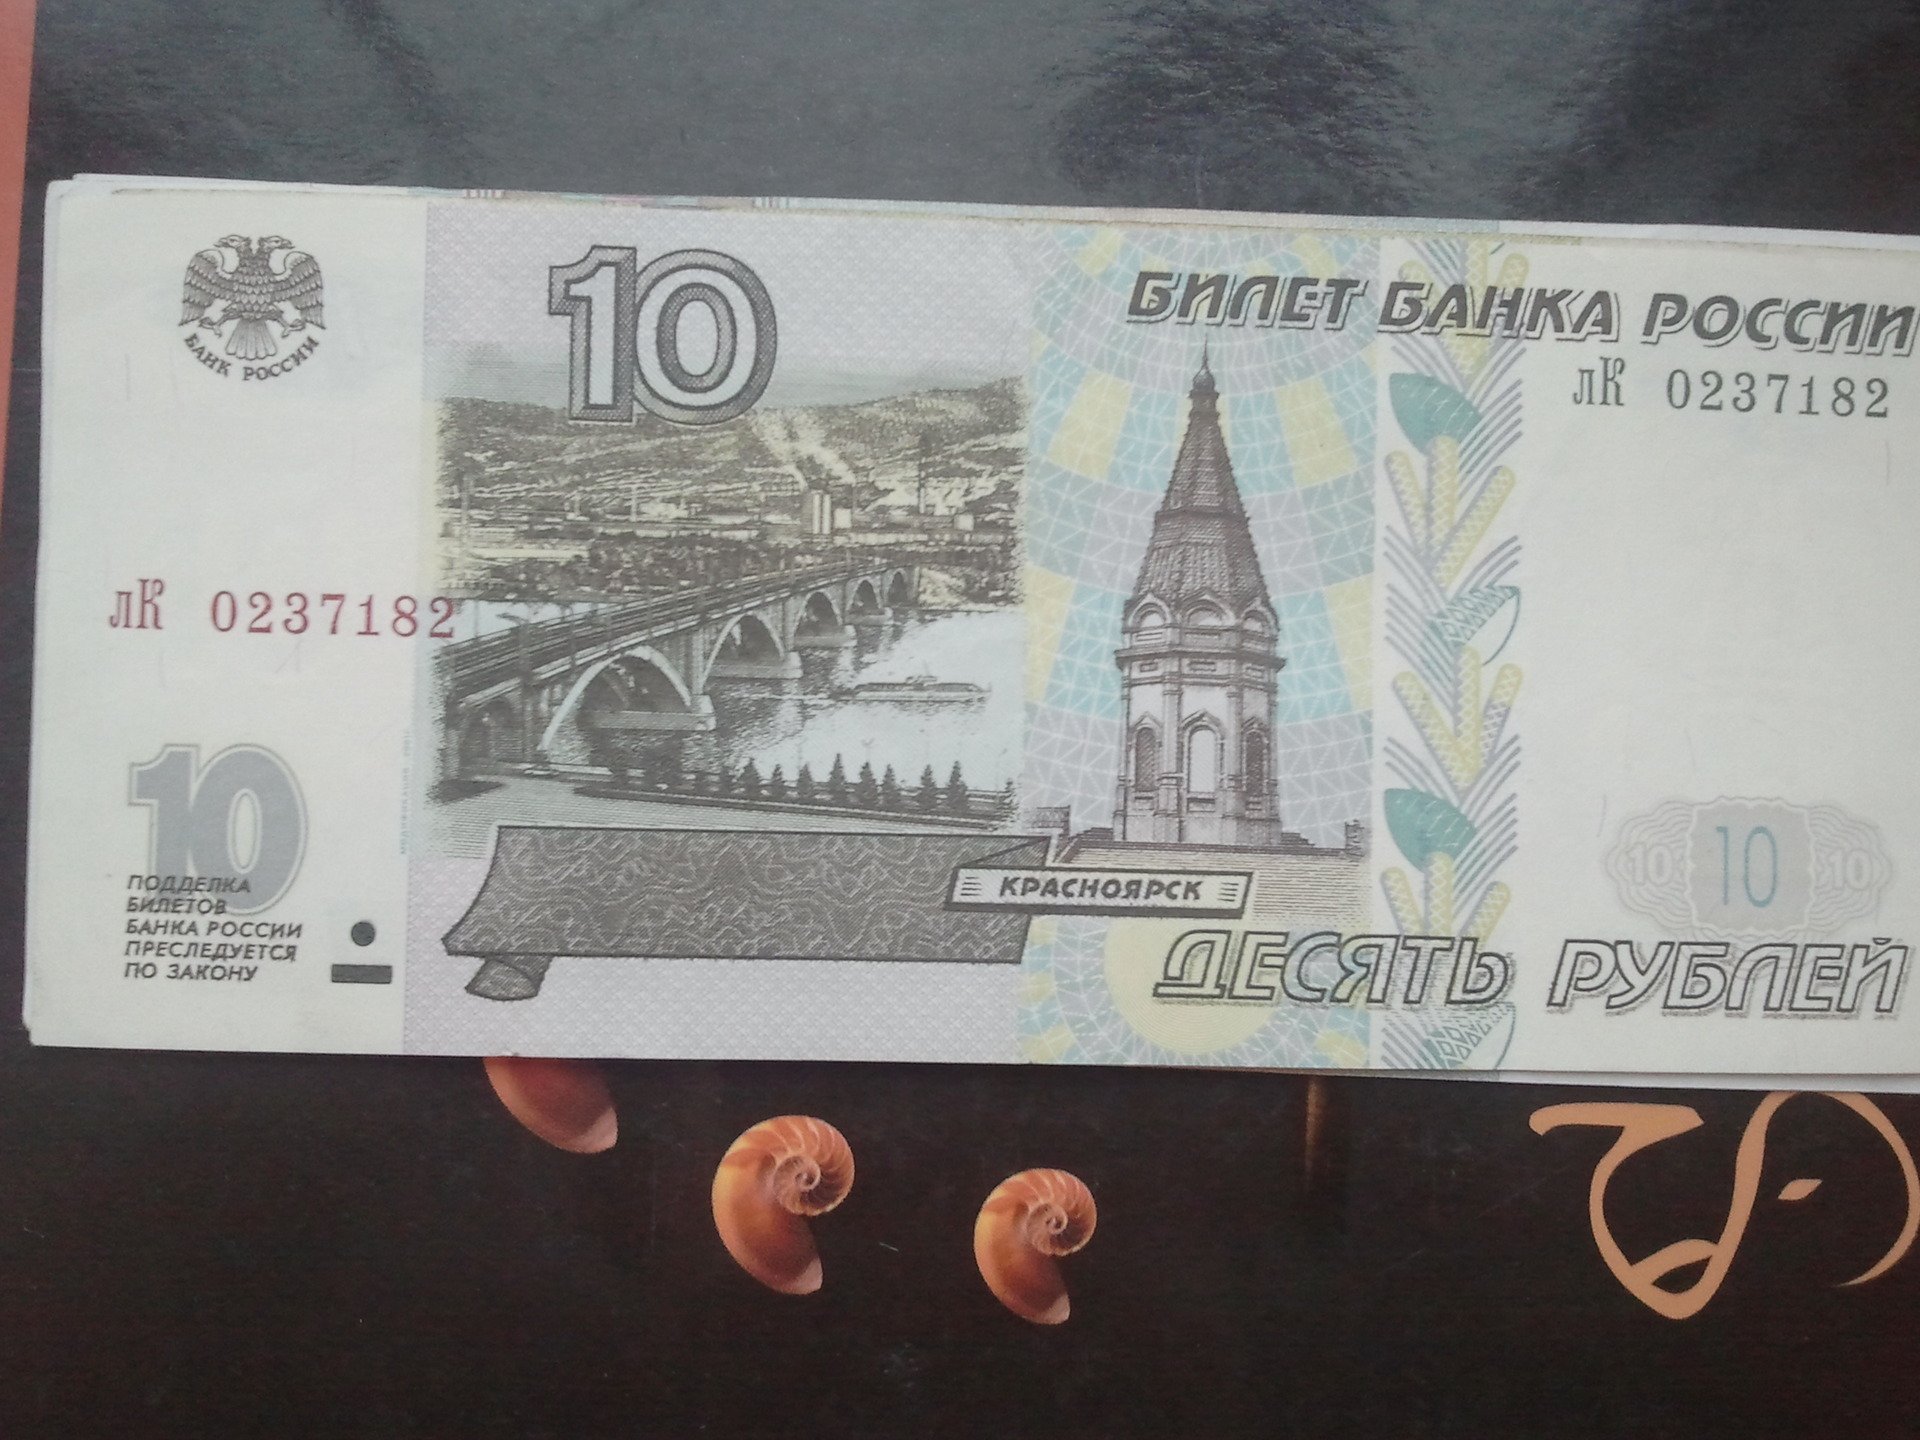 БАНК РОССИИ
10
БИЛЕТ БАНКА РОССИИ
лК 0237182
лК 0237182
10
ПОДДЕЛКА
БИЛЕТОВ
БАНКА РОССИИ
ПРЕСЛЕДУЕТСЯ
ПО ЗАКОНУ
КРАСНОЯРСК
10 10 10
ДЕСЯТЬ РУБЛЕЙ